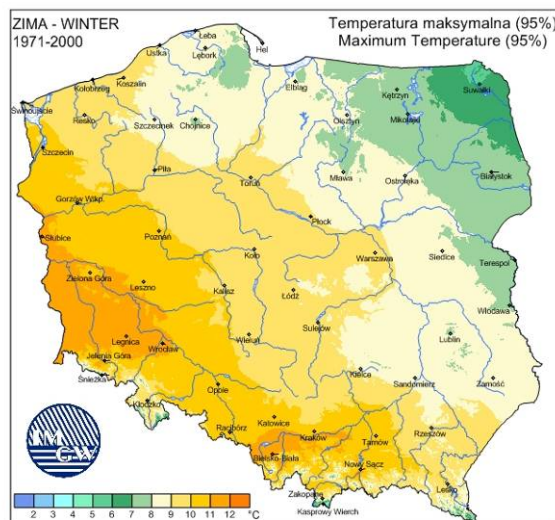 ZIMA - WINTER
1971-2000
Temperatura maksymalna (95%)
Maximum Temperature (95%)
Łeba
Hel
Ustka
Lębork
Koszalin
Kołobrzeg
Elbląg
Kętrzyn
Suwałki
Świnoujście
Resko
Szczecinek
Chojnice
Olsztyn
Mikołajki
Szczecin
Piła
Toruń
Mława
Ostrołęka
Białystok
Gorzów Wlkp.
Płock
Słubice
Poznań
Koło
Warszawa
Siedlce
Terespol
Zielona Góra
Leszno
Kalisz
Łódź
Włodawa
Sulejów
Legnica
Wrocław
Wieluń
Lublin
Jelenia Góra
Śnieżka
Opole
Kielce
Sandomierz
Zamość
Kłodzko
Katowice
Racibórz
Kraków
Tarnów
Rzeszów
Bielsko-Biała
Nowy Sącz
Lesko
Zakopane
Kasprowy Wierch
IMGW
2 3 4 5 6 7 8 9 10 11 12 °C